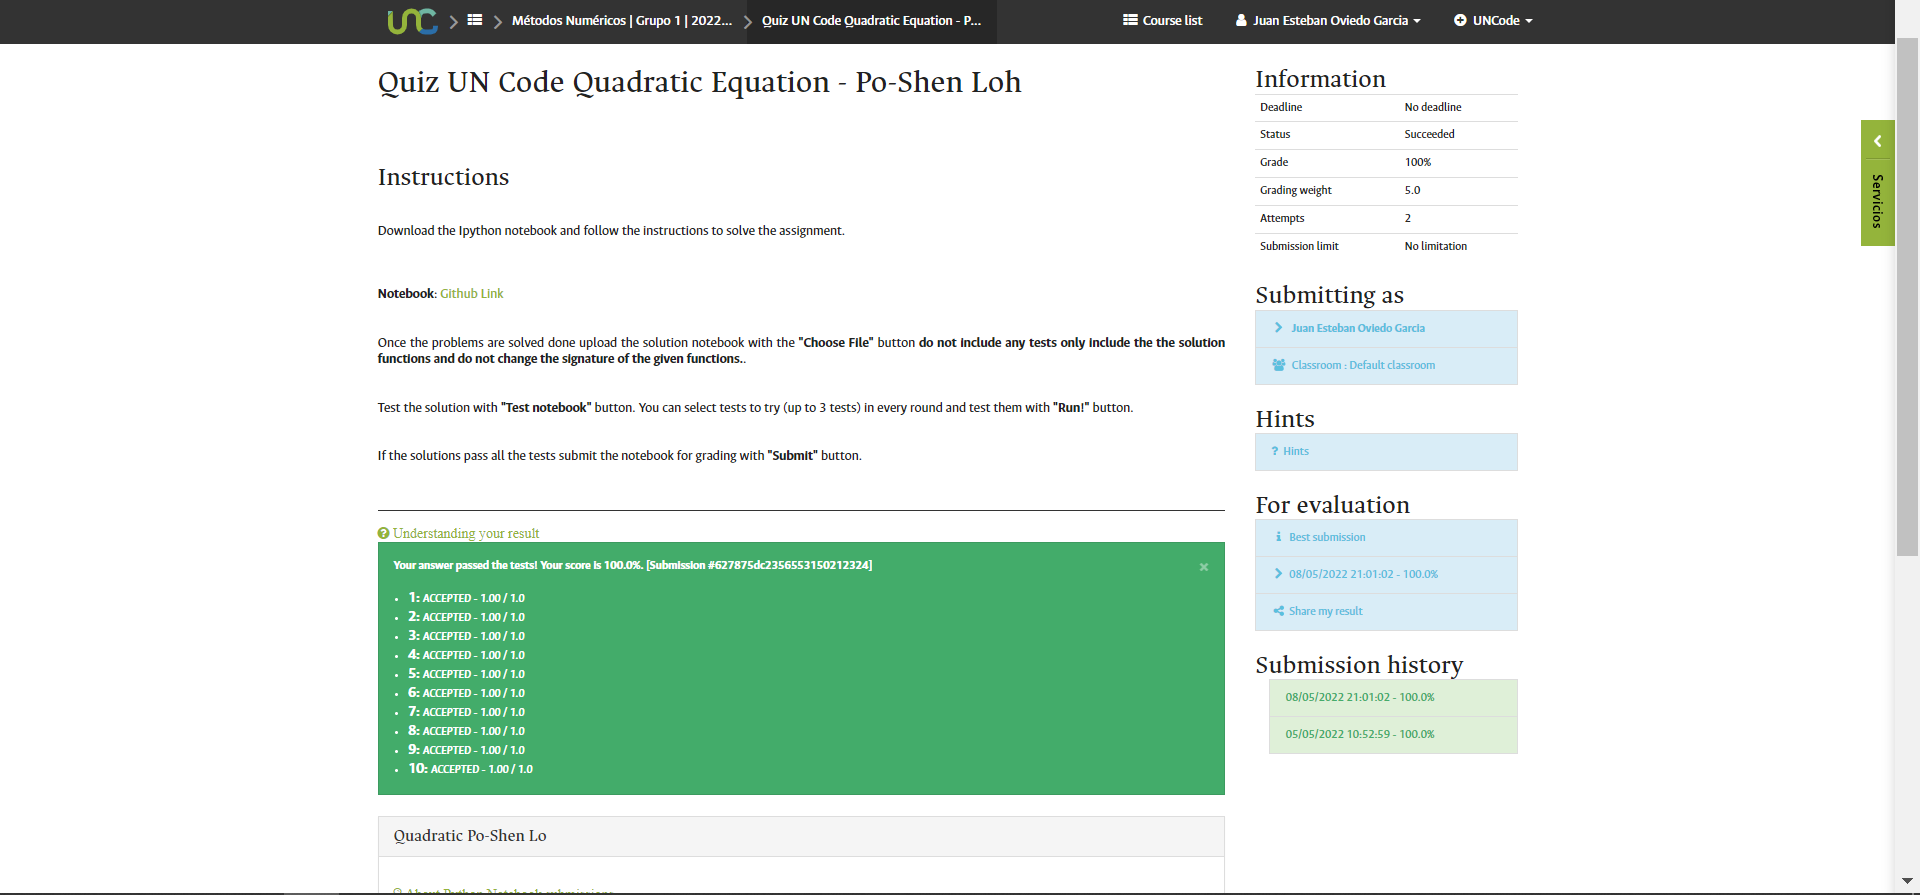 UNC
Métodos Numéricos | Grupo 1 | 2022...
Quiz UN Code Quadratic Equation - P...
Course list
Juan Esteban Oviedo Garcia
UNCode
Quiz UN Code Quadratic Equation - Po-Shen Loh
Instructions
Download the Ipython notebook and follow the instructions to solve the assignment.
Notebook: Github Link
Once the problems are solved done upload the solution notebook with the "Choose File" button do not include any tests only include the the solution
functions and do not change the signature of the given functions..
Test the solution with "Test notebook" button. You can select tests to try (up to 3 tests) in every round and test them with "Run!" button.
If the solutions pass all the tests submit the notebook for grading with "Submit" button.
Understanding your result
Your answer passed the tests! Your score is 100.0%. [Submission #627875dc2356553150212324]
×
1: ACCEPTED - 1.00 / 1.0
2: ACCEPTED - 1.00 / 1.0
3: ACCEPTED - 1.00 / 1.0
4: ACCEPTED - 1.00 / 1.0
5: ACCEPTED - 1.00 / 1.0
6: ACCEPTED - 1.00 / 1.0
7: ACCEPTED - 1.00 / 1.0
8: ACCEPTED - 1.00 / 1.0
9: ACCEPTED - 1.00 / 1.0
10: ACCEPTED - 1.00 / 1.0
Quadratic Po-Shen Lo
About Python Notebook submissions
Information
Deadline No deadline
Status Succeeded
Grade 100%
Grading weight 5.0
Attempts 2
Submission limit No limitation
Submitting as
Juan Esteban Oviedo Garcia
Classroom : Default classroom
Hints
? Hints
For evaluation
Best submission
08/05/2022 21:01:02 - 100.0%
Share my result
Submission history
08/05/2022 21:01:02 - 100.0%
05/05/2022 10:52:59 - 100.0%
Servicios